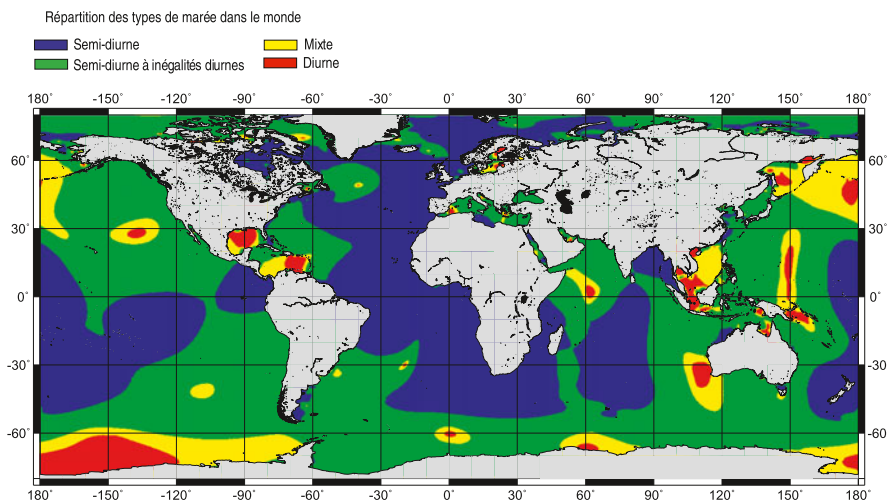 Répartition des types de marée dans le monde
Semi-diurne
Mixte
Semi-diurne à inégalités diurnes
Diurne
180° -150° -120° -90° -60° -30° 0° 30° 60° 90° 120° 150° 180°
60° 60°
30° 30°
0° 0°
-30° -30°
-60° -60°
180° -150° -120° -90° -60° -30° 0° 30° 60° 90° 120° 150° 180°